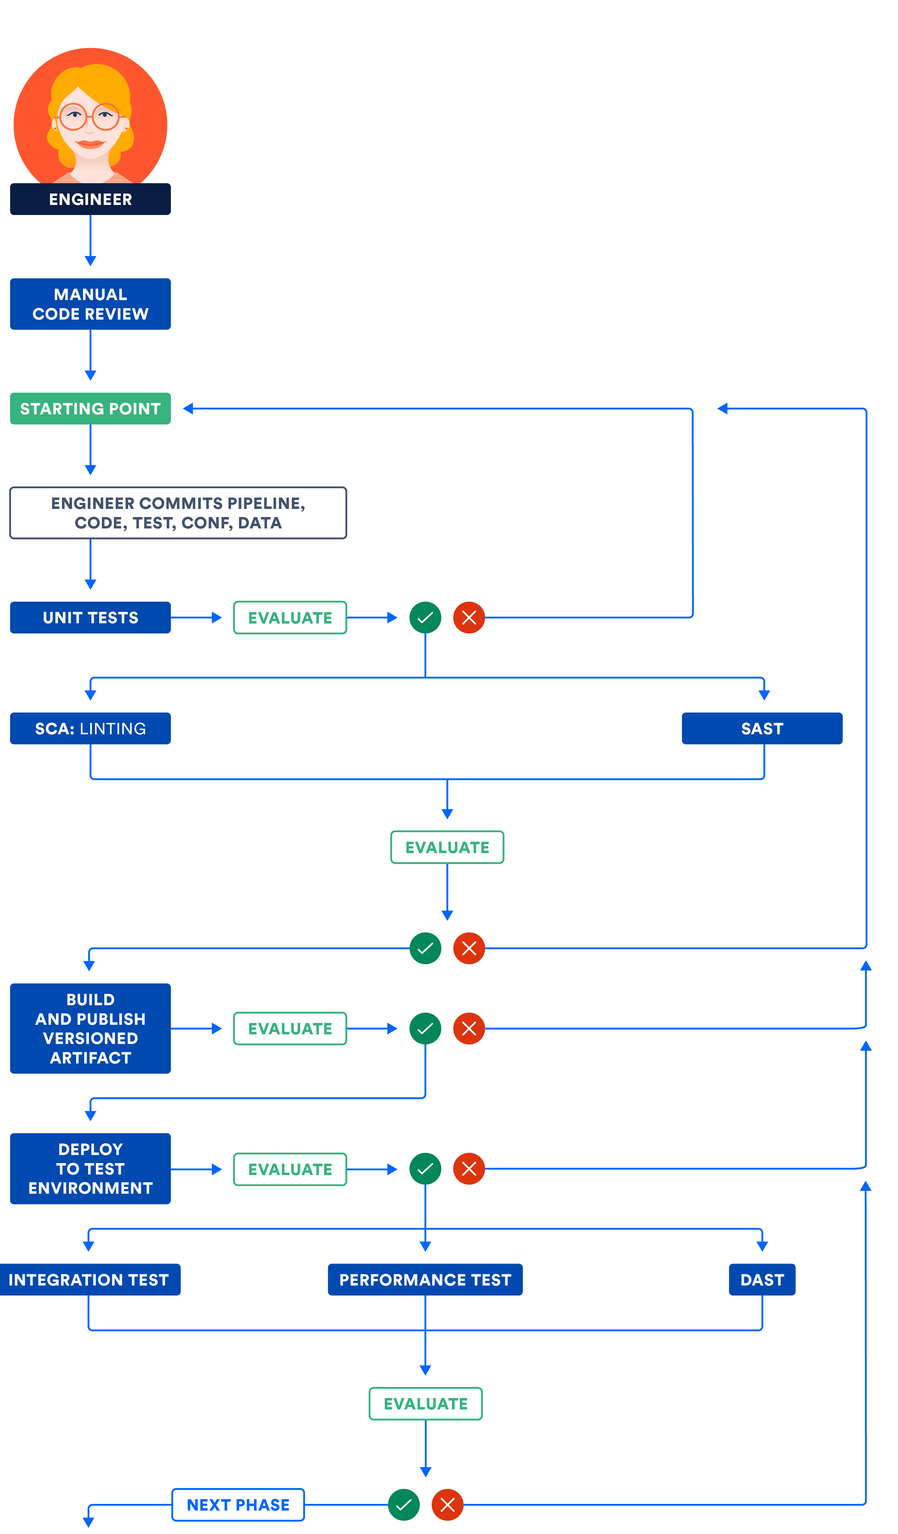 ENGINEER
MANUAL
CODE REVIEW
STARTING POINT
ENGINEER COMMITS PIPELINE,
CODE, TEST, CONF, DATA
UNIT TESTS
EVALUATE
SCA: LINTING
SAST
EVALUATE
BUILD
AND PUBLISH
VERSIONED
ARTIFACT
EVALUATE
DEPLOY
TO TEST
ENVIRONMENT
EVALUATE
INTEGRATION TEST
PERFORMANCE TEST
DAST
EVALUATE
NEXT PHASE